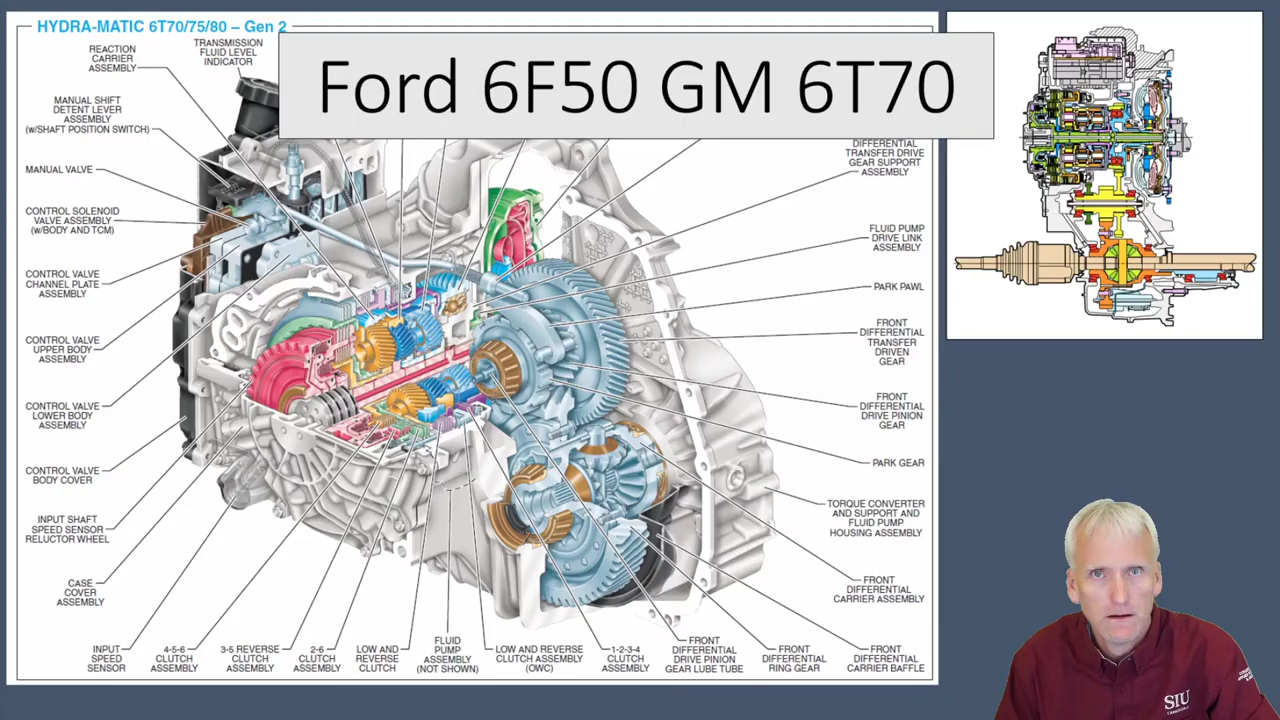 HYDRA-MATIC 6T70/75/80 – Gen 2
Ford 6F50 GM 6T70
REACTION
CARRIER
ASSEMBLY
TRANSMISSION
FLUID LEVEL
INDICATOR
MANUAL SHIFT
DETENT LEVER
ASSEMBLY
(w/SHAFT POSITION SWITCH)
MANUAL VALVE
CONTROL SOLENOID
VALVE ASSEMBLY
(w/BODY AND TCM)
CONTROL VALVE
CHANNEL PLATE
ASSEMBLY
CONTROL VALVE
UPPER BODY
ASSEMBLY
CONTROL VALVE
LOWER BODY
ASSEMBLY
CONTROL VALVE
BODY COVER
INPUT SHAFT
SPEED SENSOR
RELUCTOR WHEEL
CASE
COVER
ASSEMBLY
INPUT
SPEED
SENSOR
4-5-6
CLUTCH
ASSEMBLY
3-5 REVERSE
CLUTCH
ASSEMBLY
2-6
CLUTCH
ASSEMBLY
LOW AND
REVERSE
CLUTCH
FLUID
PUMP
ASSEMBLY
(NOT SHOWN)
LOW AND REVERSE
CLUTCH ASSEMBLY
(OWC)
1-2-3-4
CLUTCH
ASSEMBLY
FRONT
DIFFERENTIAL
DRIVE PINION
GEAR LUBE TUBE
FRONT
DIFFERENTIAL
RING GEAR
FRONT
DIFFERENTIAL
CARRIER BAFFLE
DIFFERENTIAL
TRANSFER DRIVE
GEAR SUPPORT
ASSEMBLY
FLUID PUMP
DRIVE LINK
ASSEMBLY
PARK PAWL
FRONT
DIFFERENTIAL
TRANSFER
DRIVEN
GEAR
FRONT
DIFFERENTIAL
DRIVE PINION
GEAR
PARK GEAR
TORQUE CONVERTER
AND SUPPORT AND
FLUID PUMP
HOUSING ASSEMBLY
FRONT
DIFFERENTIAL
CARRIER ASSEMBLY
SIU